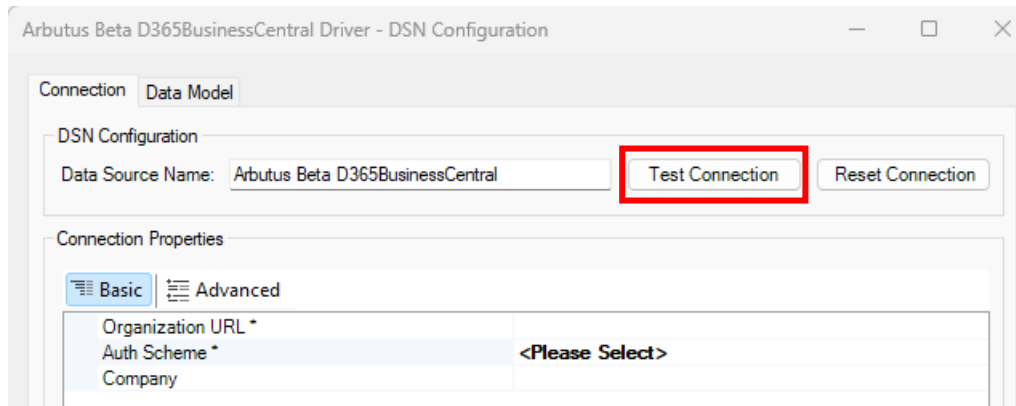 Arbutus Beta D365BusinessCentral Driver - DSN Configuration
Connection Data Model
DSN Configuration
Data Source Name: Arbutus Beta D365BusinessCentral Test Connection Reset Connection
Connection Properties
Basic Advanced
Organization URL *
Auth Scheme * <Please Select>
Company